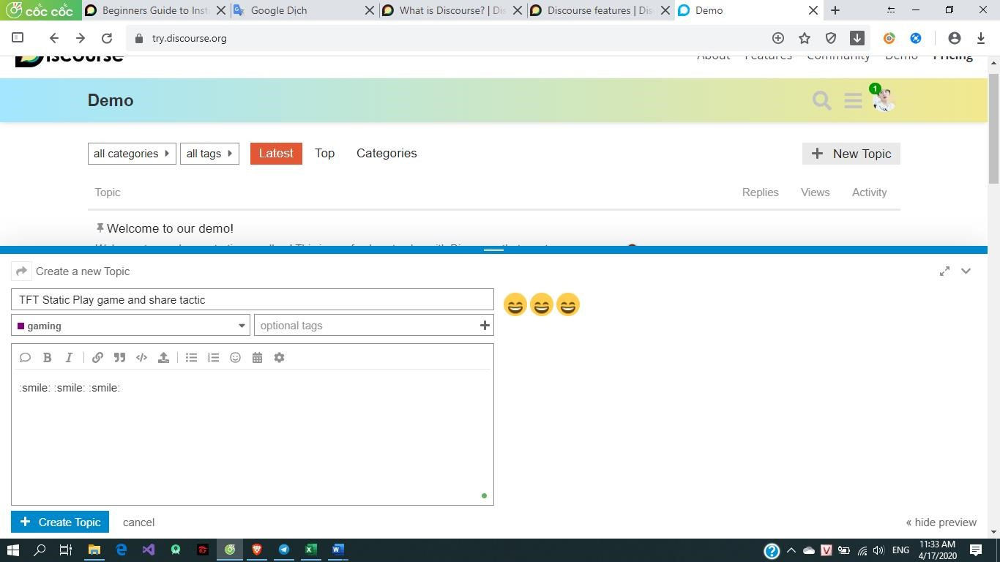 cốc cốc
Beginners Guide to Inst
Google Dịch
What is Discourse? | Dis
Discourse features | Dis
Demo
try.discourse.org
Discourse
About Features Community Demo Pricing
Demo
1
all categories
all tags
Latest
Top
Categories
+ New Topic
Topic
Replies
Views
Activity
Welcome to our demo!
Create a new Topic
TFT Static Play game and share tactic
gaming
optional tags
:smile: :smile: :smile:
+ Create Topic
cancel
« hide preview
ENG
11:33 AM
4/17/2020